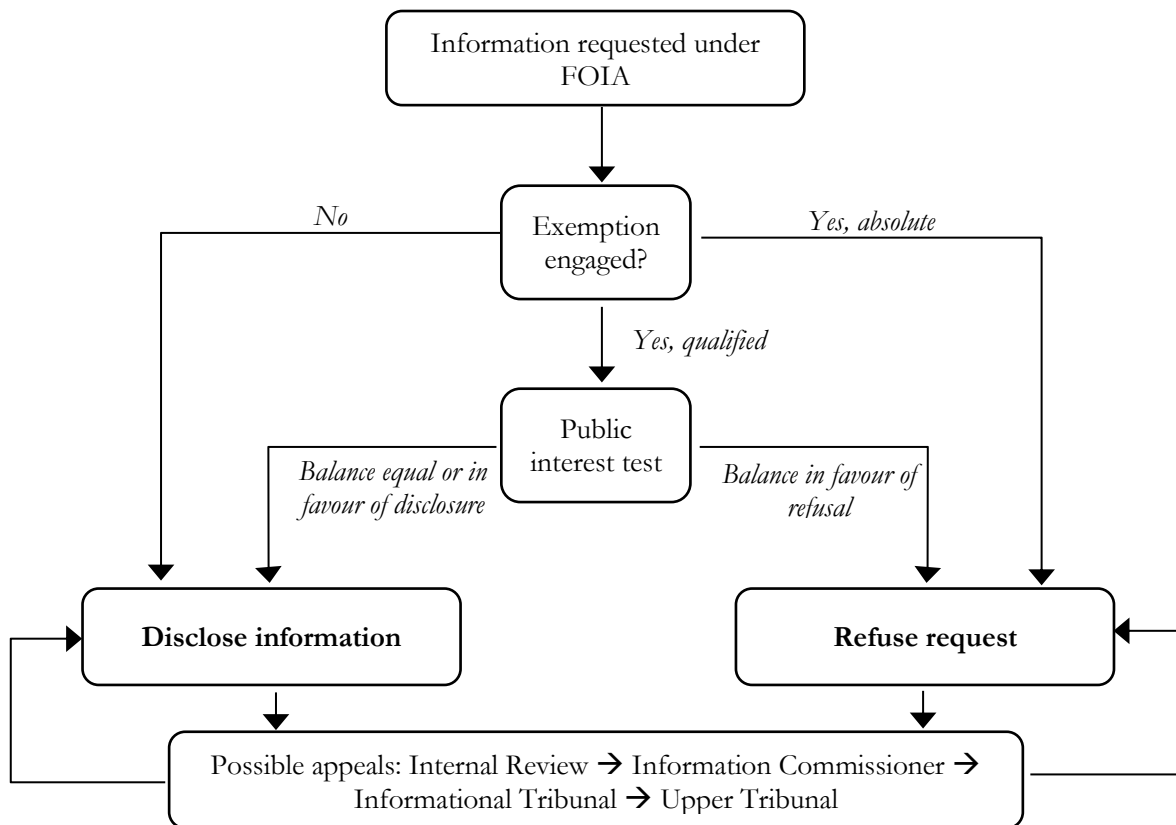 Information requested under
FOIA
No
Exemption
engaged?
Yes, absolute
Yes, qualified
Public
interest test
Balance equal or in
favour of disclosure
Balance in favour of
refusal
Disclose information
Refuse request
Possible appeals: Internal Review → Information Commissioner →
Informational Tribunal → Upper Tribunal